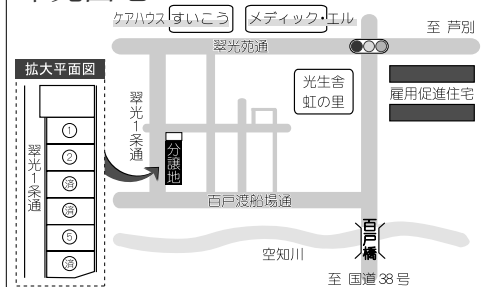 ケアハウス すいこう
メディック・エル
至 芦別
翠光苑通
拡大平面図
光生舎
虹の里
雇用促進住宅
翠光1条通
①
②
済
済
⑤
済
翠光1条通
分譲地
百戸渡船場通
百戸橋
空知川
至 国道38号